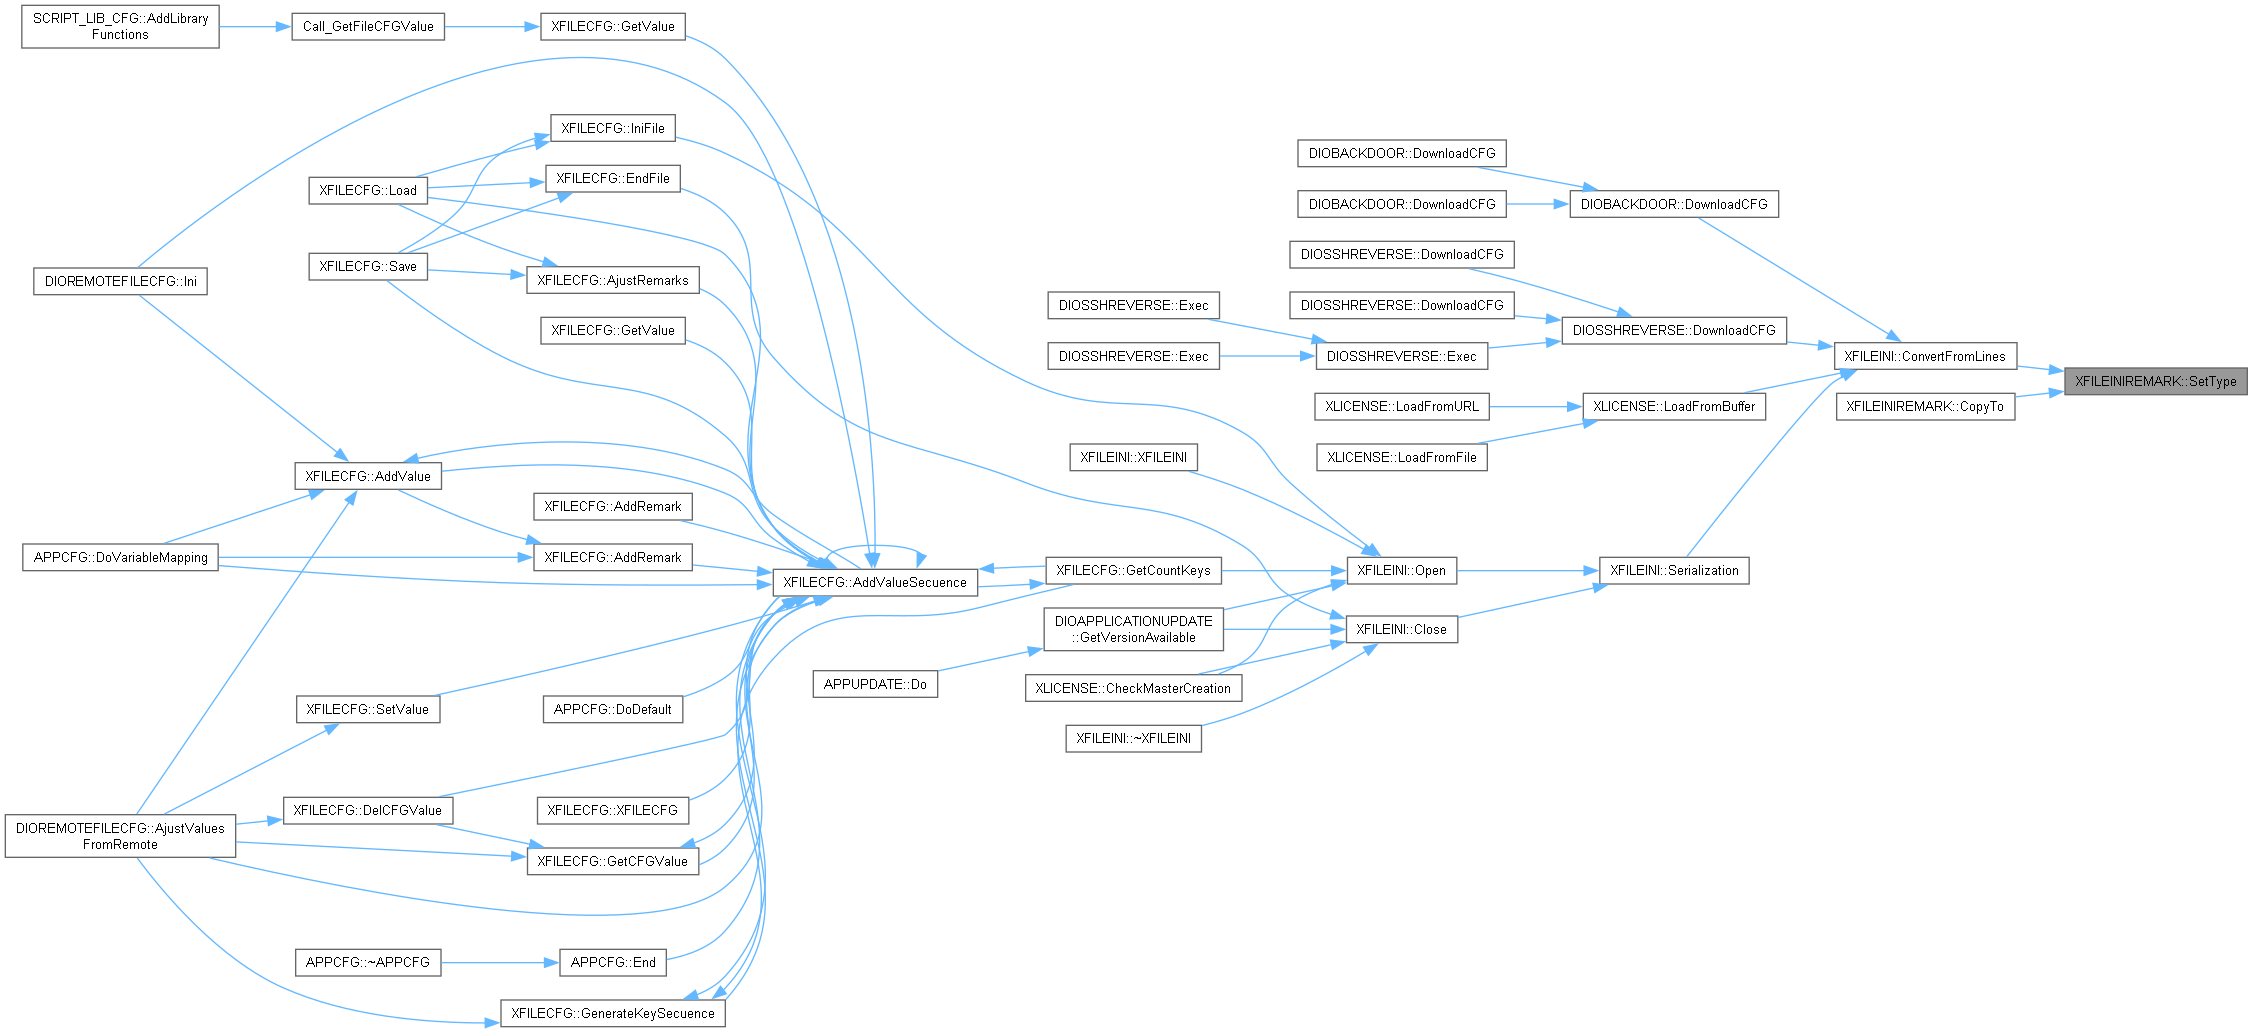 SCRIPT_LIB_CFG::AddLibrary
Functions
Call_GetFileCFGValue
XFILECFG::GetValue
XFILECFG::IniFile
DIOBACKDOOR::DownloadCFG
XFILECFG::EndFile
XFILECFG::Load
DIOBACKDOOR::DownloadCFG
DIOBACKDOOR::DownloadCFG
DIOSSHREVERSE::DownloadCFG
XFILECFG::Save
XFILECFG::AjustRemarks
DIOREMOTEFILECFG::Ini
DIOSSHREVERSE::Exec
DIOSSHREVERSE::DownloadCFG
XFILECFG::GetValue
DIOSSHREVERSE::DownloadCFG
DIOSSHREVERSE::Exec
DIOSSHREVERSE::Exec
XFILEINI::ConvertFromLines
XFILEINIREMARK::SetType
XLICENSE::LoadFromURL
XLICENSE::LoadFromBuffer
XFILEINIREMARK::CopyTo
XFILEINI::XFILEINI
XLICENSE::LoadFromFile
XFILECFG::AddValue
XFILECFG::AddRemark
APPCFG::DoVariableMapping
XFILECFG::AddRemark
XFILECFG::AddValueSecuence
XFILECFG::GetCountKeys
XFILEINI::Open
XFILEINI::Serialization
DIOAPPLICATIONUPDATE
::GetVersionAvailable
XFILEINI::Close
APPUPDATE::Do
XLICENSE::CheckMasterCreation
XFILECFG::SetValue
APPCFG::DoDefault
XFILEINI::~XFILEINI
XFILECFG::DelCFGValue
XFILECFG::XFILECFG
DIOREMOTEFILECFG::AjustValues
FromRemote
XFILECFG::GetCFGValue
APPCFG::~APPCFG
APPCFG::End
XFILECFG::GenerateKeySecuence